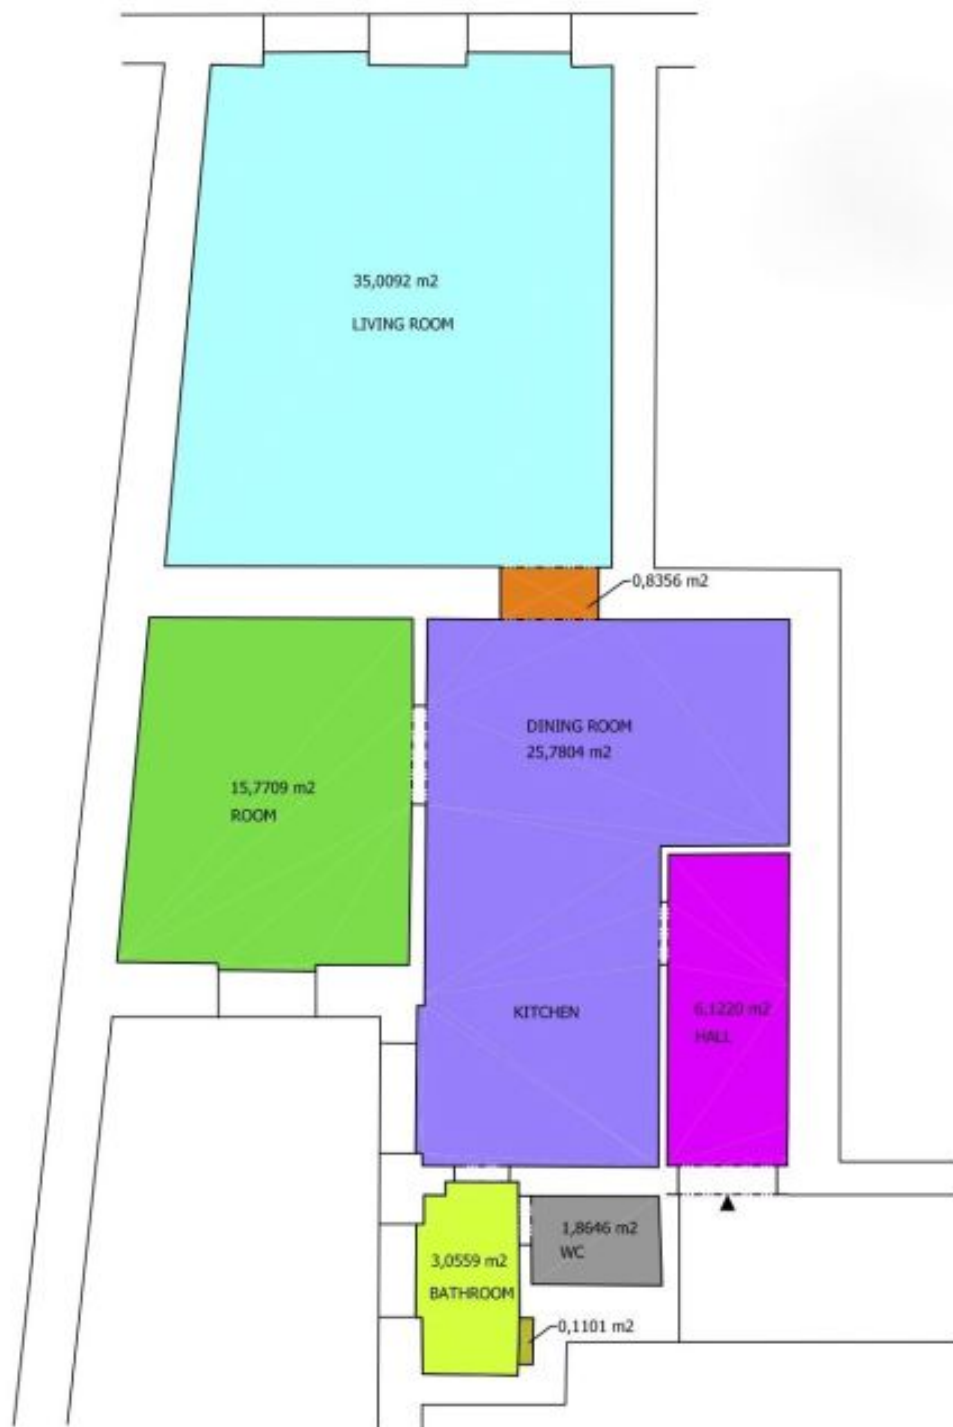 35,0092 m2
LIVING ROOM
0,8356 m2
DINING ROOM
25,7804 m2
15,7709 m2
ROOM
KITCHEN
6,1220 m2
HALL
1,8646 m2
WC
3,0559 m2
BATHROOM
0,1101 m2